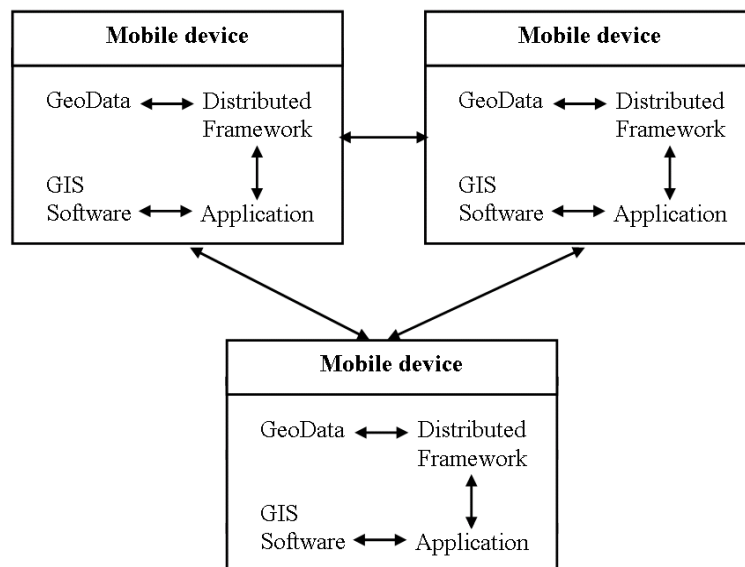 Mobile device
GeoData
Distributed
Framework
GIS
Software
Application
Mobile device
GeoData
Distributed
Framework
GIS
Software
Application
Mobile device
GeoData
Distributed
Framework
GIS
Software
Application